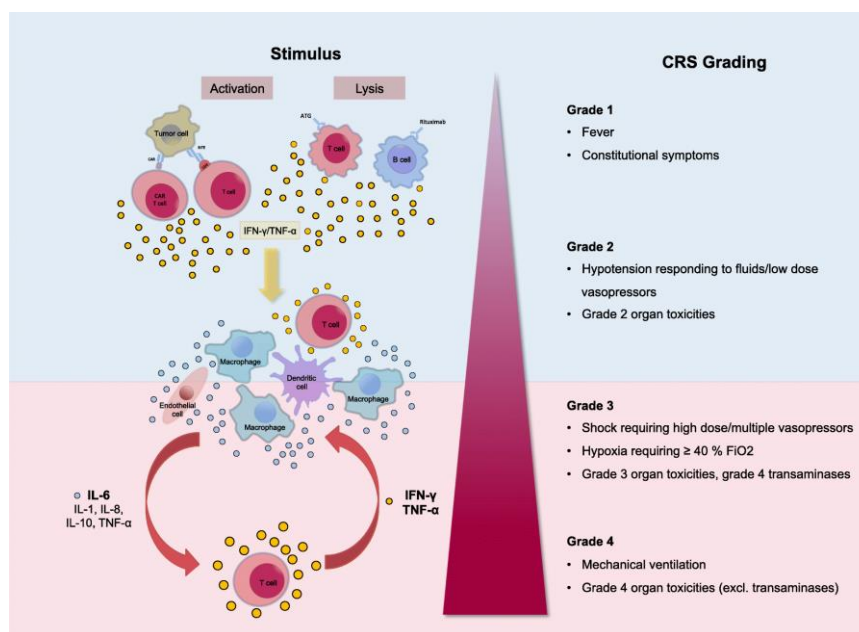 Stimulus
Activation
Lysis
Tumor cell
CAR
CAR
T cell
T cell
ATG
T cell
Rituximab
B cell
IFN-γ/TNF-α
T cell
Macrophage
Dendritic
cell
Macrophage
Endothelial
cell
Macrophage
IL-6
IL-1, IL-8,
IL-10, TNF-α
IFN-γ
TNF-α
T cell
CRS Grading
Grade 1
• Fever
• Constitutional symptoms
Grade 2
• Hypotension responding to fluids/low dose
vasopressors
• Grade 2 organ toxicities
Grade 3
• Shock requiring high dose/multiple vasopressors
• Hypoxia requiring ≥ 40 % FiO2
• Grade 3 organ toxicities, grade 4 transaminases
Grade 4
• Mechanical ventilation
• Grade 4 organ toxicities (excl. transaminases)